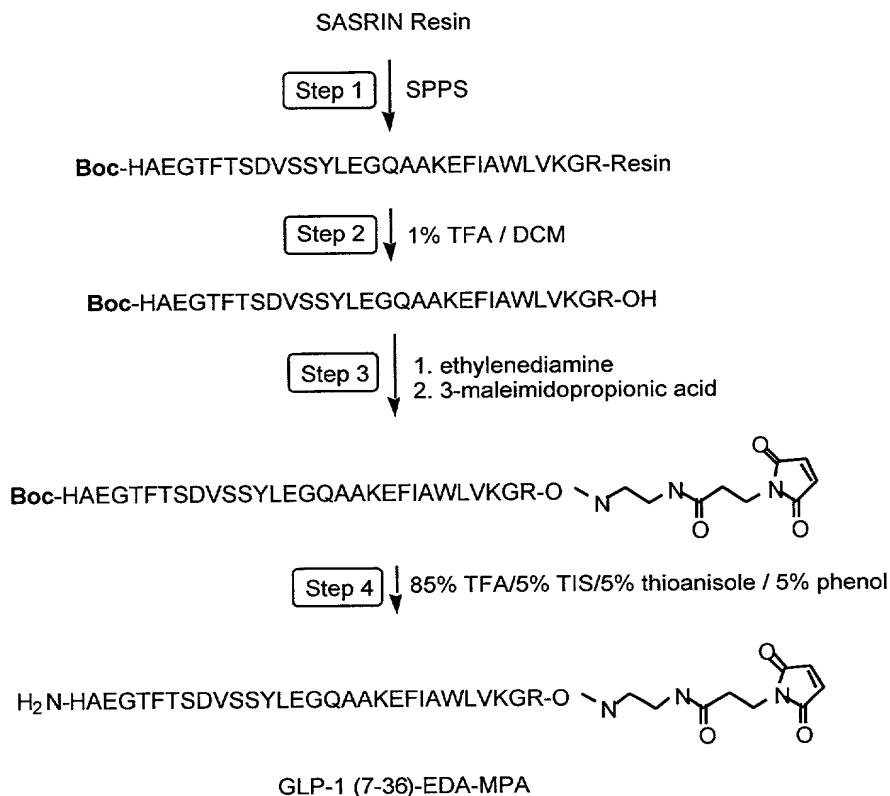 SASRIN Resin
Step 1 SPPS
Boc-HAEGTFTSDVSSYLEGQAAKEFIAWLVKGR-Resin
Step 2 1% TFA / DCM
Boc-HAEGTFTSDVSSYLEGQAAKEFIAWLVKGR-OH
Step 3 1. ethylenediamine
2. 3-maleimidopropionic acid
Boc-HAEGTFTSDVSSYLEGQAAKEFIAWLVKGR-O N N O N O O
Step 4 85% TFA/5% TIS/5% thioanisole / 5% phenol
H2N-HAEGTFTSDVSSYLEGQAAKEFIAWLVKGR-O N N O N O O
GLP-1 (7-36)-EDA-MPA